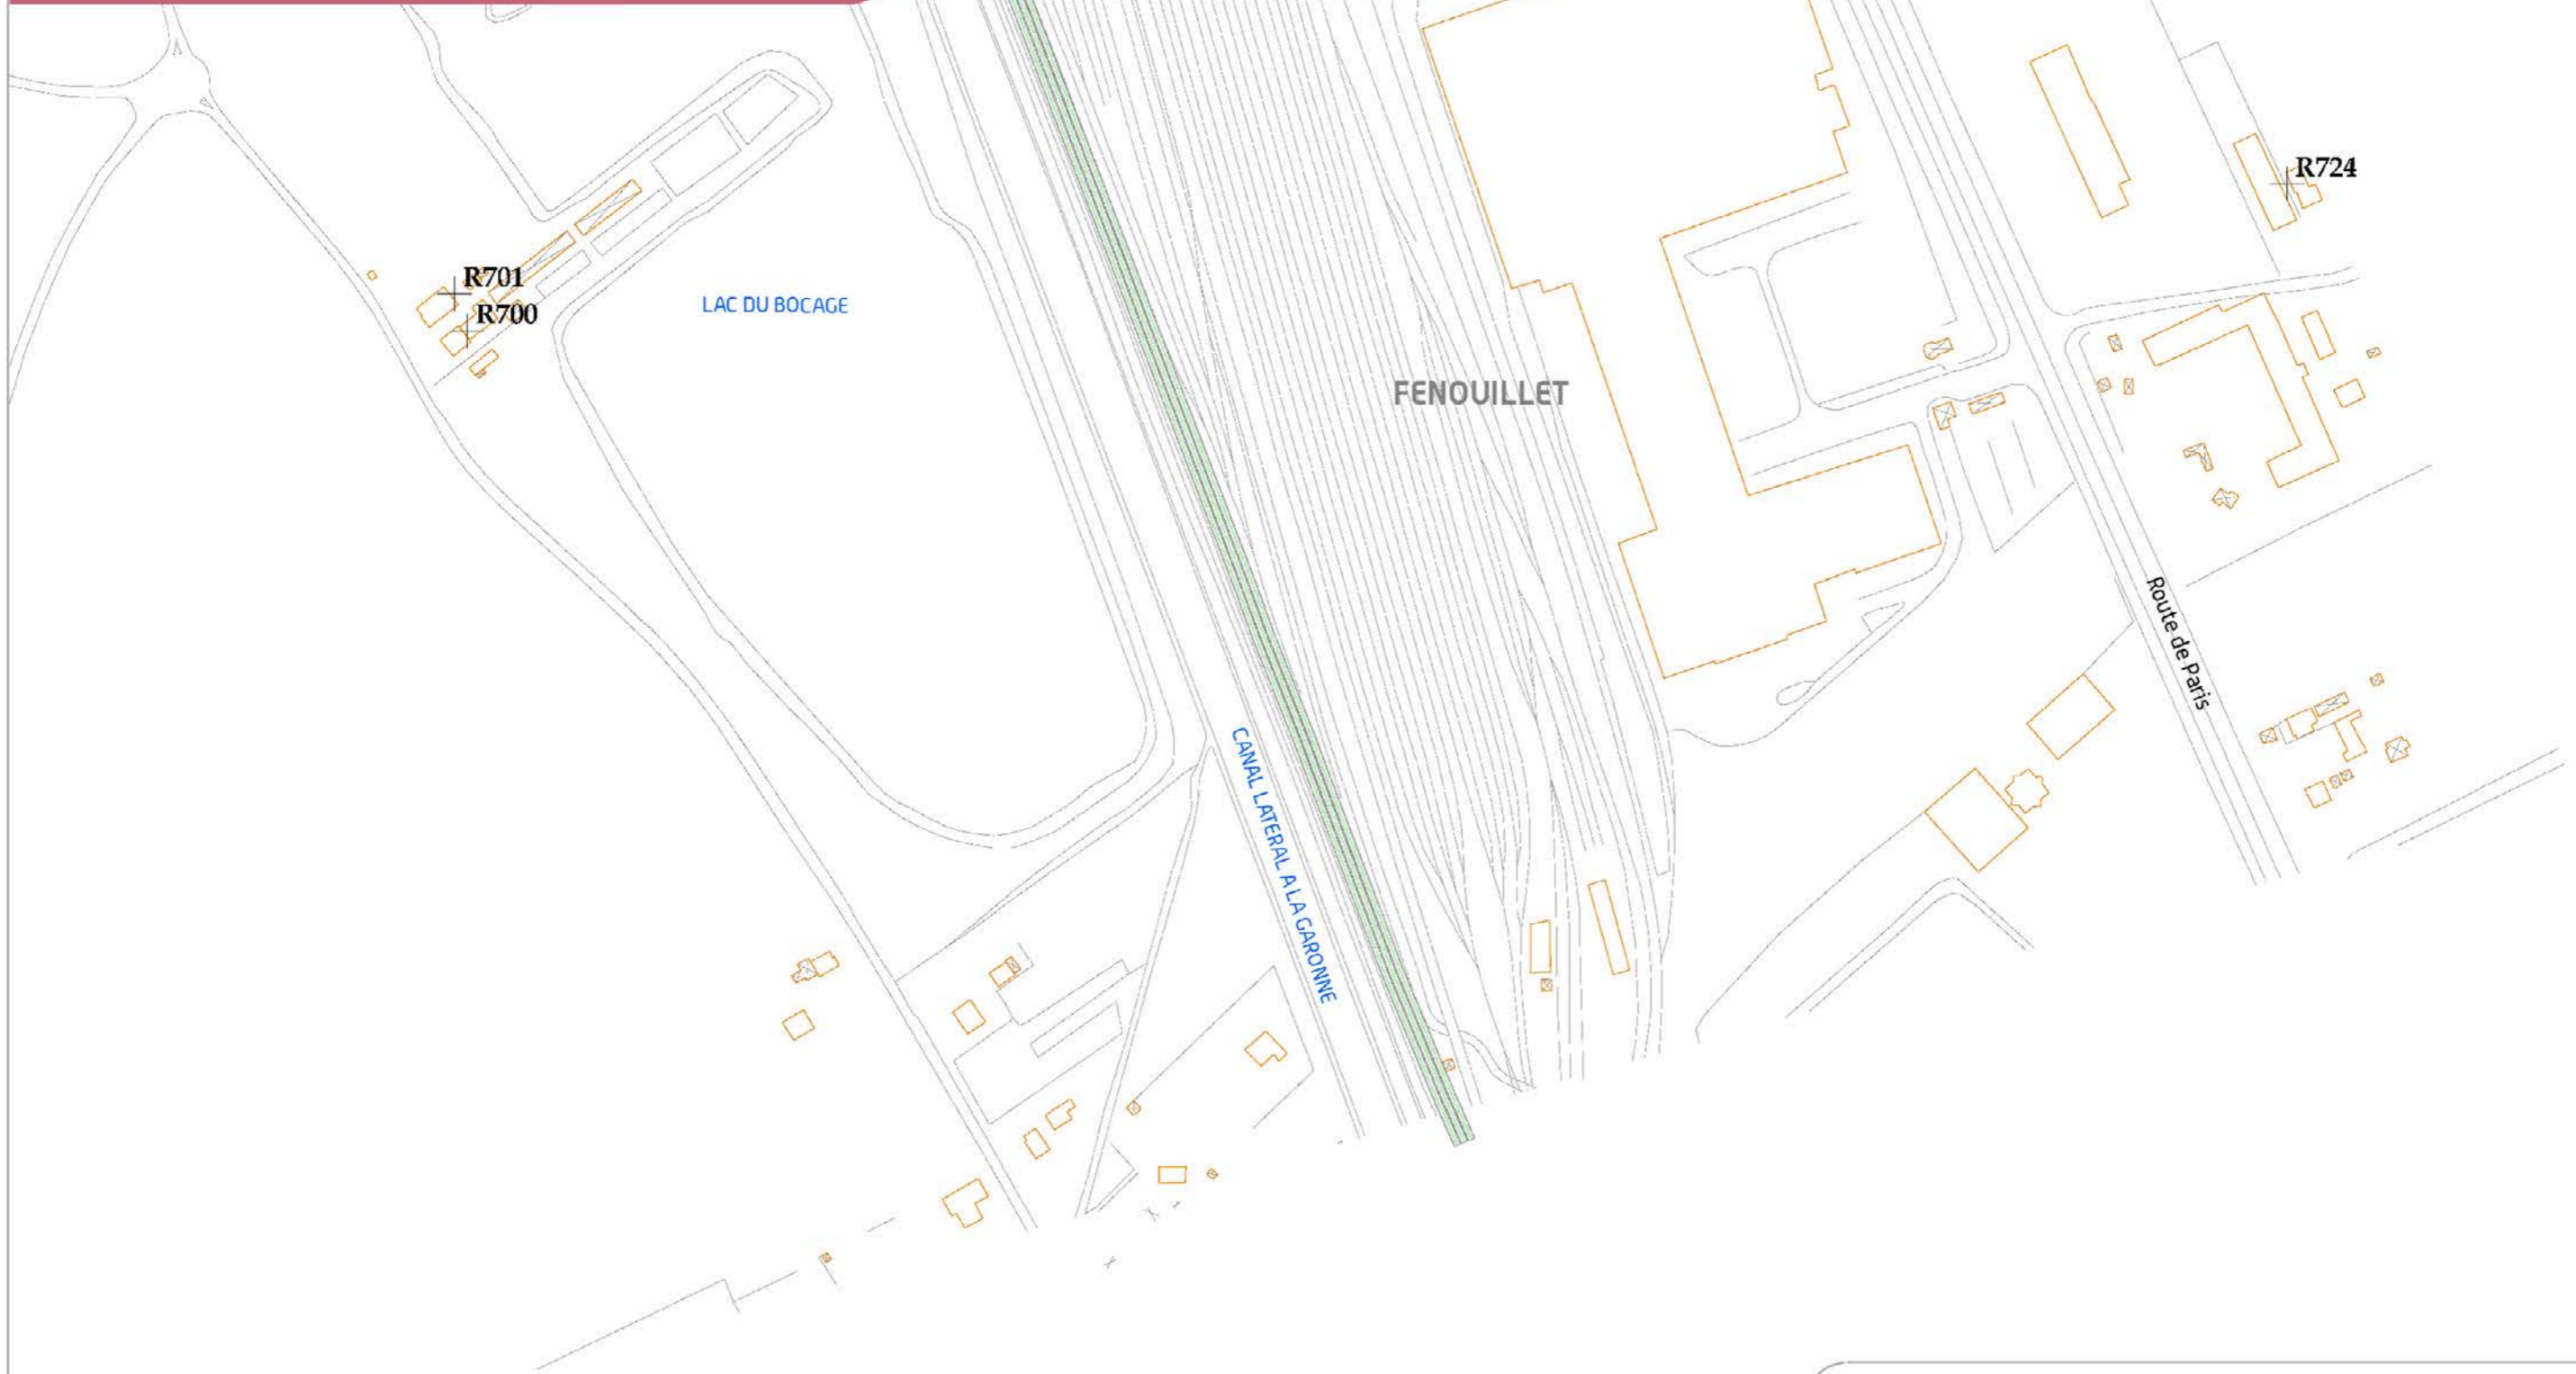 R724
R701
R700
LAC DU BOCAGE
FENOUILLET
Route de Paris
CANAL LATERAL A LA GARONNE